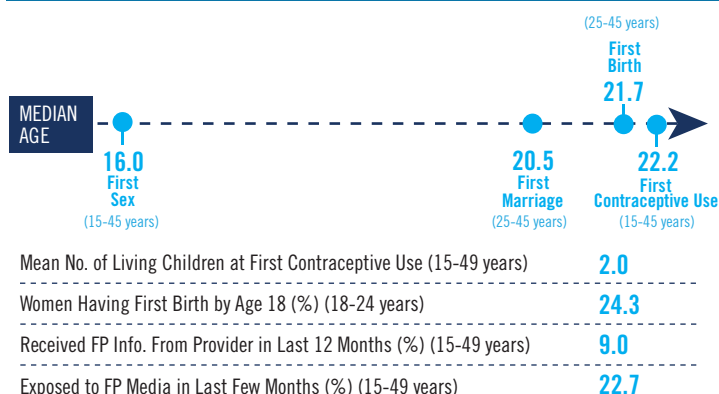 (25-45 years)
First
Birth
21.7
MEDIAN
AGE
16.0
First
Sex
(15-45 years)
20.5
First
Marriage
(25-45 years)
22.2
First
Contraceptive Use
(15-45 years)
Mean No. of Living Children at First Contraceptive Use (15-49 years) 2.0
Women Having First Birth by Age 18 (%) (18-24 years) 24.3
Received FP Info. From Provider in Last 12 Months (%) (15-49 years) 9.0
Exposed to FP Media in Last Few Months (%) (15-49 years) 22.7